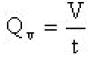 Qᵥ = V/t